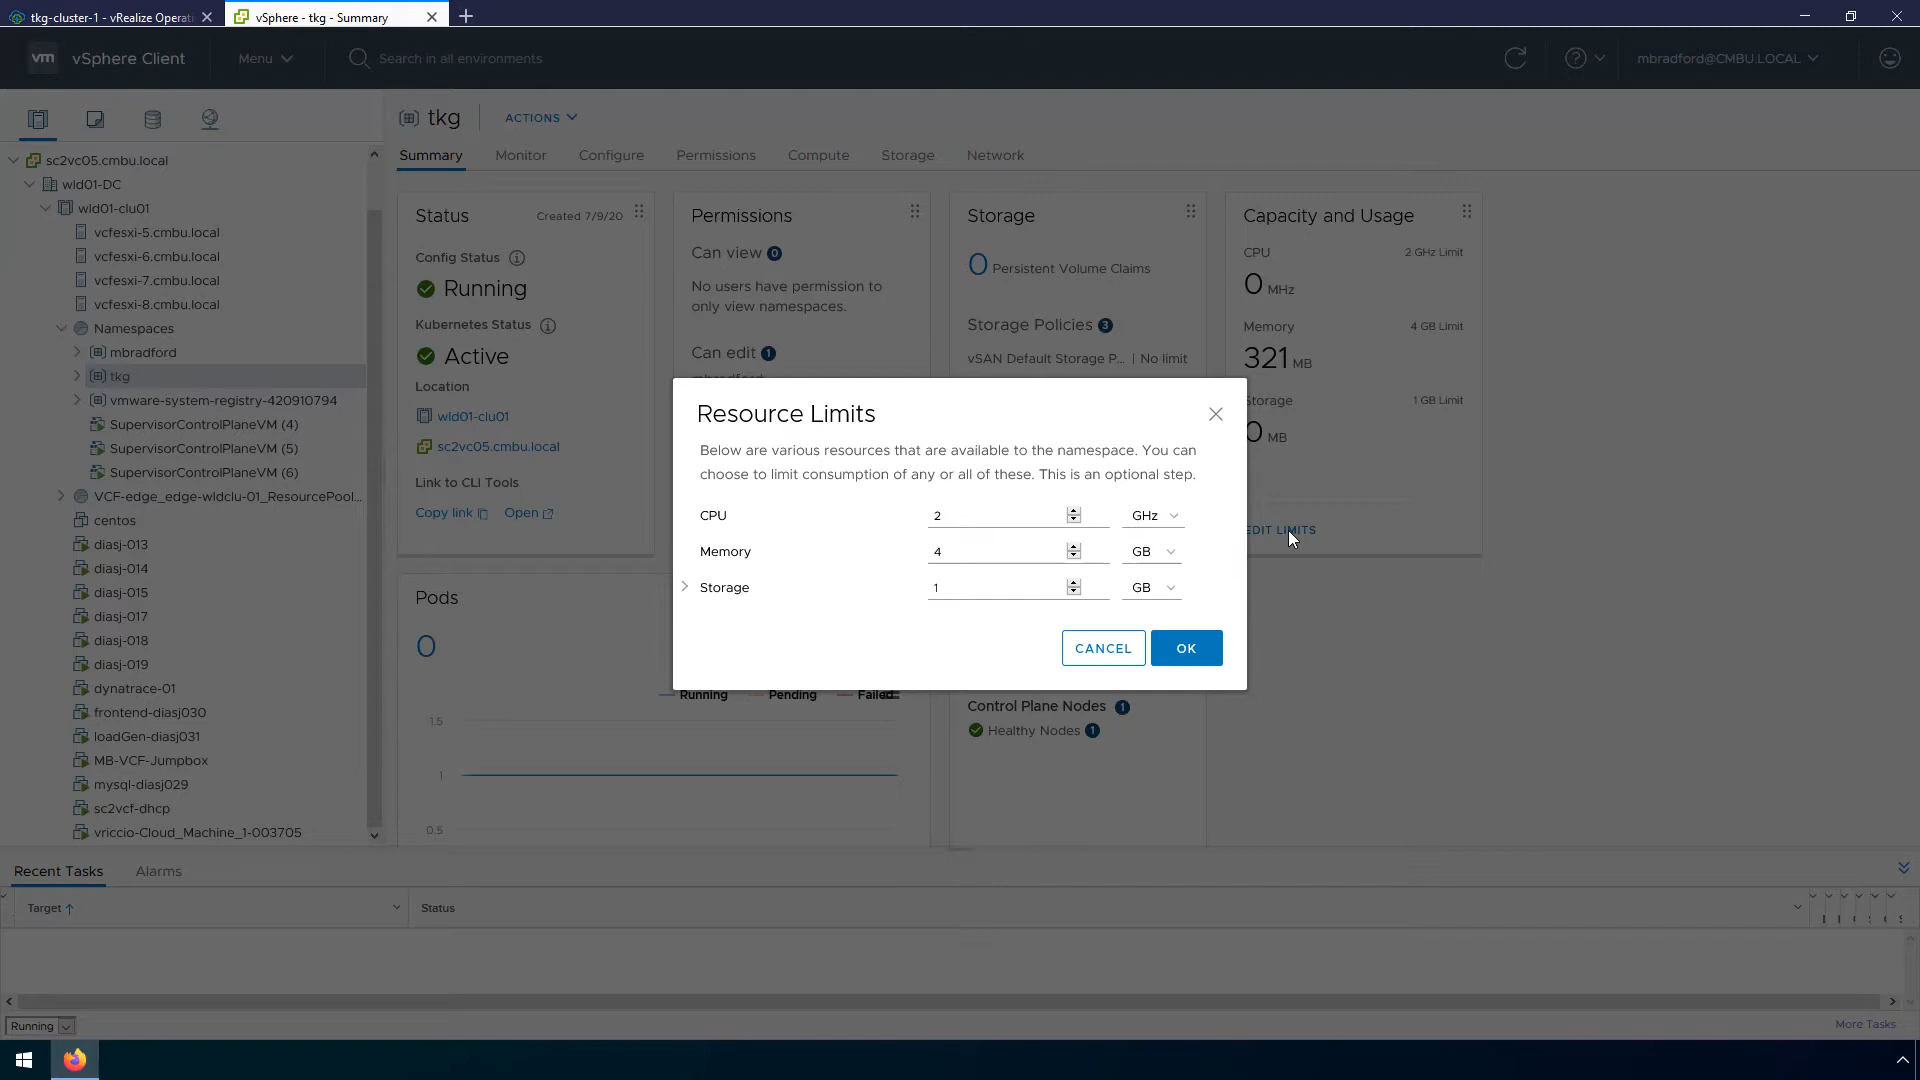 tkg-cluster-1 - vRealize Operati
vSphere - tkg - Summary
vm vSphere Client
Menu
Search in all environments
mbradford@CMBU.LOCAL
sc2vc05.cmbu.local
wld01-DC
wld01-clu01
vcfesxi-5.cmbu.local
vcfesxi-6.cmbu.local
vcfesxi-7.cmbu.local
vcfesxi-8.cmbu.local
Namespaces
mbradford
tkg
vmware-system-registry-420910794
SupervisorControlPlaneVM (4)
SupervisorControlPlaneVM (5)
SupervisorControlPlaneVM (6)
VCF-edge_edge-wldclu-01_ResourcePool...
centos
diasj-013
diasj-014
diasj-015
diasj-017
diasj-018
diasj-019
dynatrace-01
frontend-diasj030
loadGen-diasj031
MB-VCF-Jumpbox
mysql-diasj029
sc2vcf-dhcp
vriccio-Cloud_Machine_1-003705
tkg
ACTIONS
Summary Monitor Configure Permissions Compute Storage Network
Status Created 7/9/20
Config Status
Running
Kubernetes Status
Active
Location
wld01-clu01
sc2vc05.cmbu.local
Link to CLI Tools
Copy link Open
Permissions
Can view 0
No users have permission to
only view namespaces.
Can edit 1
Storage
0 Persistent Volume Claims
Storage Policies 3
vSAN Default Storage P... | No limit
Capacity and Usage
CPU 2 GHz Limit
0 MHz
Memory 4 GB Limit
321 MB
Storage 1 GB Limit
0 MB
EDIT LIMITS
Resource Limits
Below are various resources that are available to the namespace. You can
choose to limit consumption of any or all of these. This is an optional step.
CPU 2 GHz
Memory 4 GB
Storage 1 GB
CANCEL OK
Pods
0
Running Pending Failed
1.5
1
0.5
Control Plane Nodes 1
Healthy Nodes 1
Recent Tasks Alarms
Target Status
Running
More Tasks